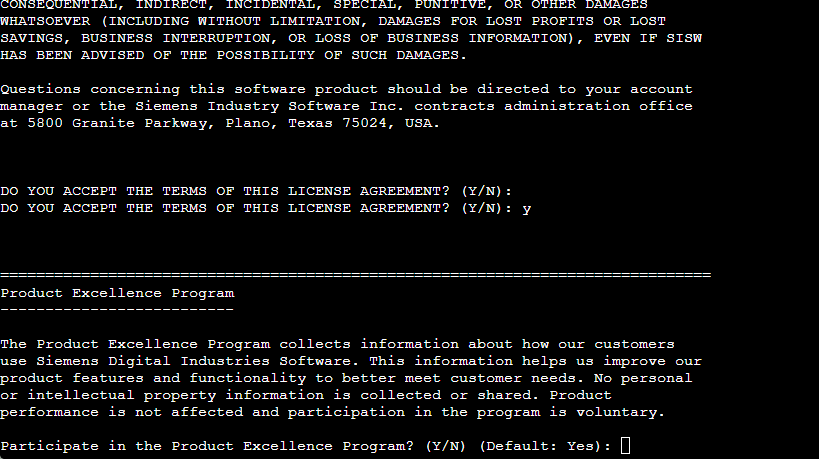 CONSEQUENTIAL, INDIRECT, INCIDENTAL, SPECIAL, PUNITIVE, OR OTHER DAMAGES
WHATSOEVER (INCLUDING WITHOUT LIMITATION, DAMAGES FOR LOST PROFITS OR LOST
SAVINGS, BUSINESS INTERRUPTION, OR LOSS OF BUSINESS INFORMATION), EVEN IF SISW
HAS BEEN ADVISED OF THE POSSIBILITY OF SUCH DAMAGES.

Questions concerning this software product should be directed to your account
manager or the Siemens Industry Software Inc. contracts administration office
at 5800 Granite Parkway, Plano, Texas 75024, USA.

DO YOU ACCEPT THE TERMS OF THIS LICENSE AGREEMENT? (Y/N):
DO YOU ACCEPT THE TERMS OF THIS LICENSE AGREEMENT? (Y/N): y

===============================================================================
Product Excellence Program
--------------------------

The Product Excellence Program collects information about how our customers
use Siemens Digital Industries Software. This information helps us improve our
product features and functionality to better meet customer needs. No personal
or intellectual property information is collected or shared. Product
performance is not affected and participation in the program is voluntary.

Participate in the Product Excellence Program? (Y/N) (Default: Yes):